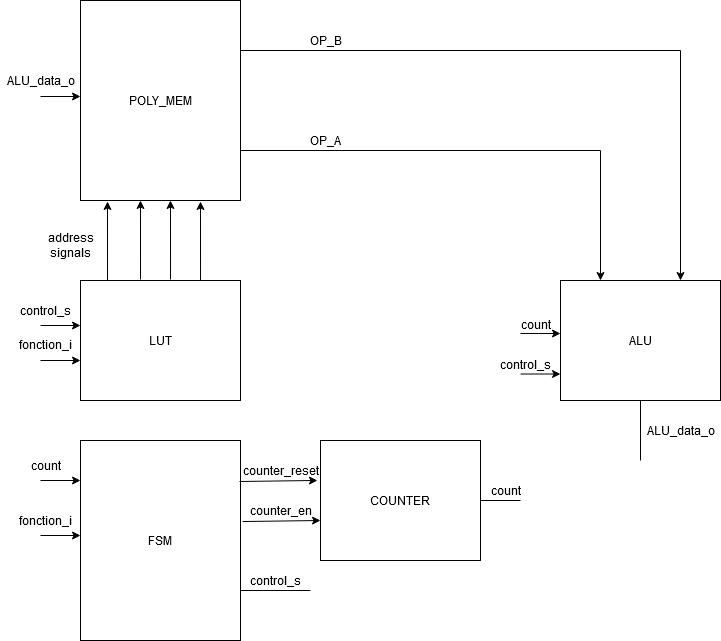 OP_B
ALU_data_o
POLY_MEM
OP_A
address
signals
control_s
fonction_i
LUT
count
control_s
ALU
ALU_data_o
count
fonction_i
FSM
counter_reset
counter_en
control_s
COUNTER
count